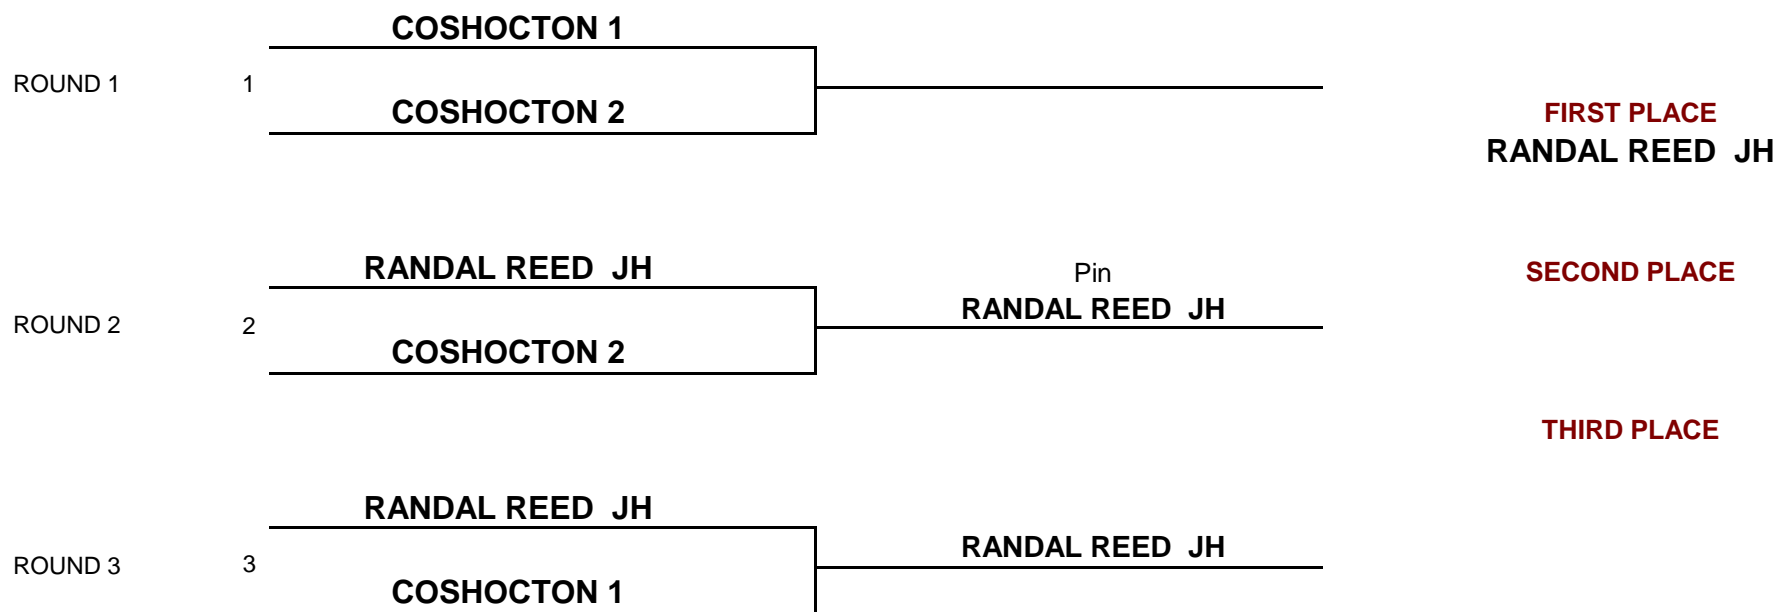 COSHOCTON 1
ROUND 1 1
COSHOCTON 2
FIRST PLACE
RANDAL REED JH
RANDAL REED JH
Pin
SECOND PLACE
RANDAL REED JH
ROUND 2 2
COSHOCTON 2
THIRD PLACE
RANDAL REED JH
RANDAL REED JH
ROUND 3 3
COSHOCTON 1